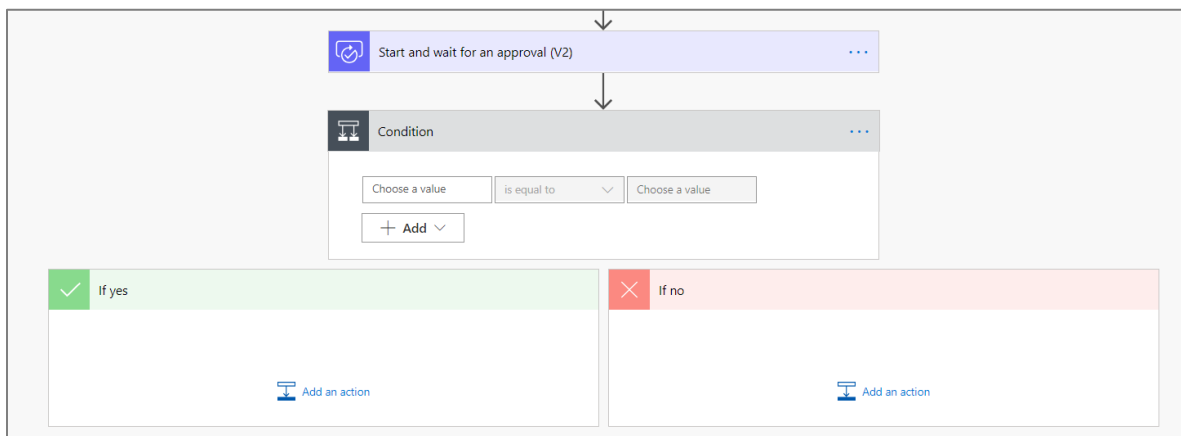 Start and wait for an approval (V2)
Condition
Choose a value is equal to Choose a value
Add
If yes If no
Add an action Add an action